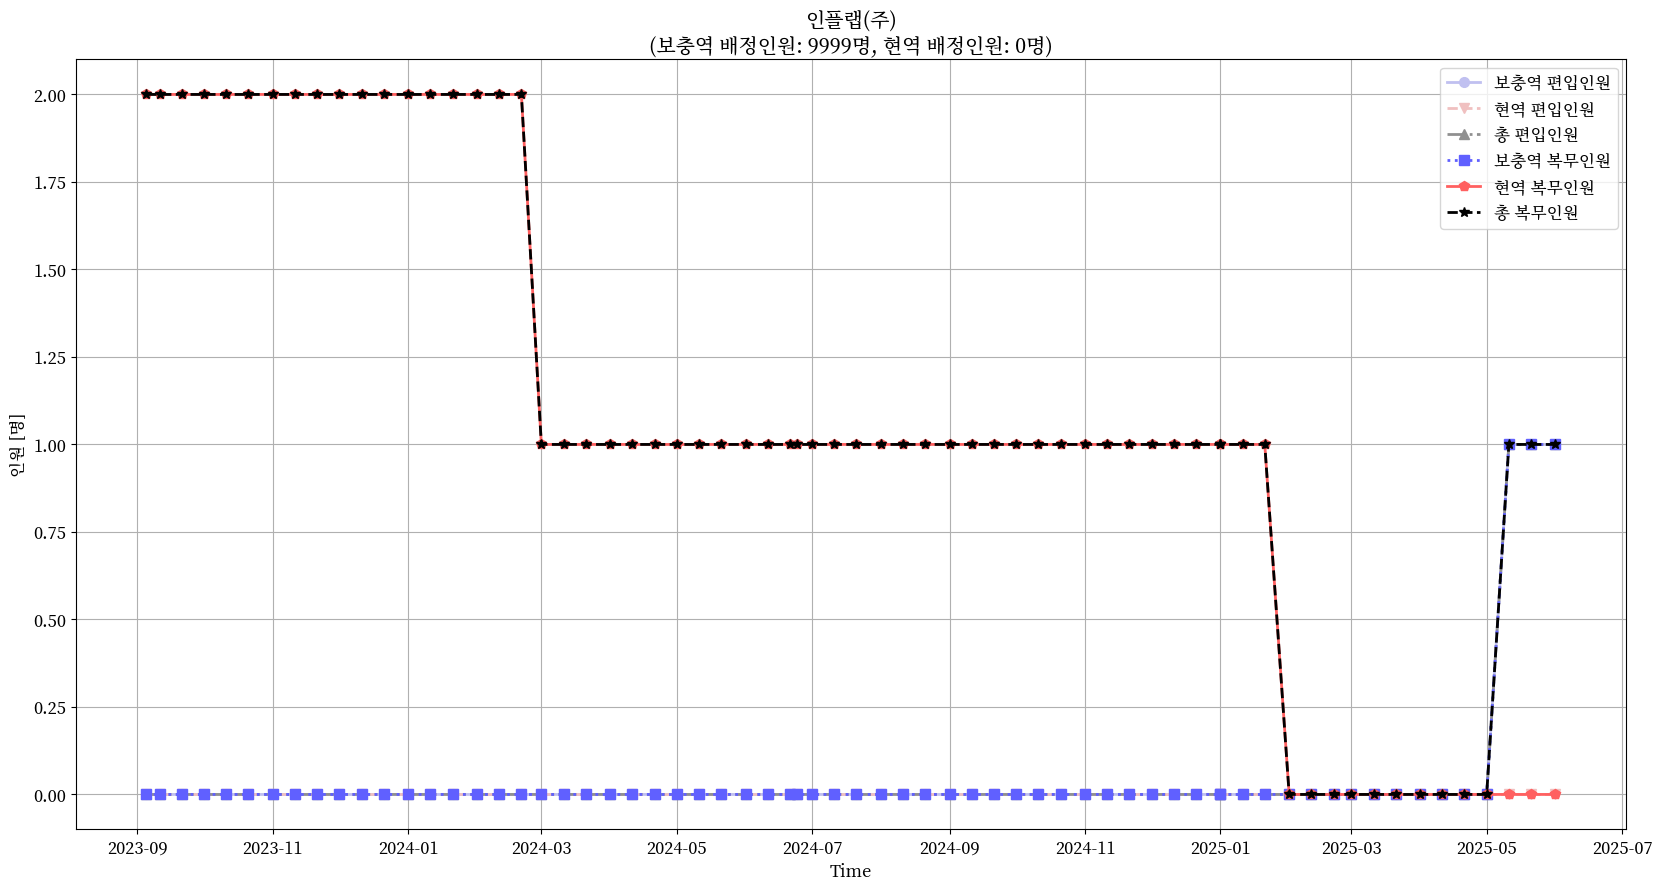 인플랩(주)
(보충역 배정인원: 9999명, 현역 배정인원: 0명)
보충역 편입인원
현역 편입인원
총 편입인원
보충역 복무인원
현역 복무인원
총 복무인원
인원 [명]
2.00
1.75
1.50
1.25
1.00
0.75
0.50
0.25
0.00
2023-09
2023-11
2024-01
2024-03
2024-05
2024-07
2024-09
2024-11
2025-01
2025-03
2025-05
2025-07
Time